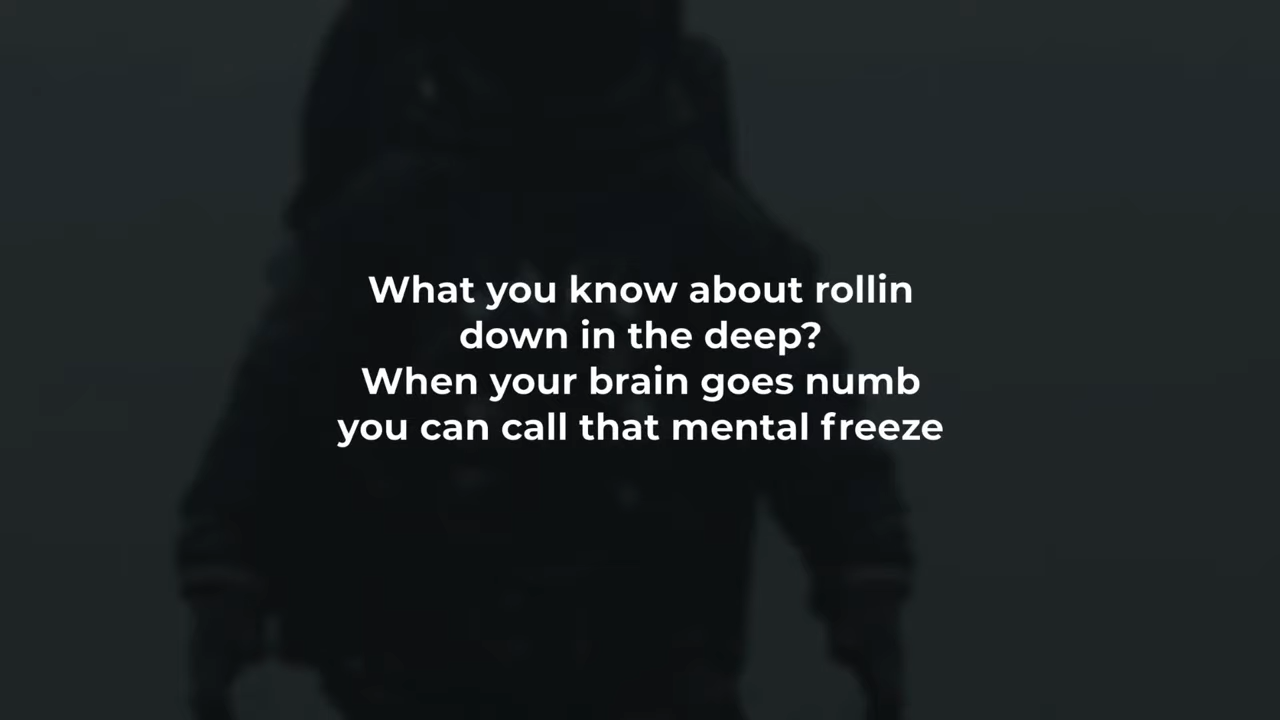 What you know about rollin
down in the deep?
When your brain goes numb
you can call that mental freeze